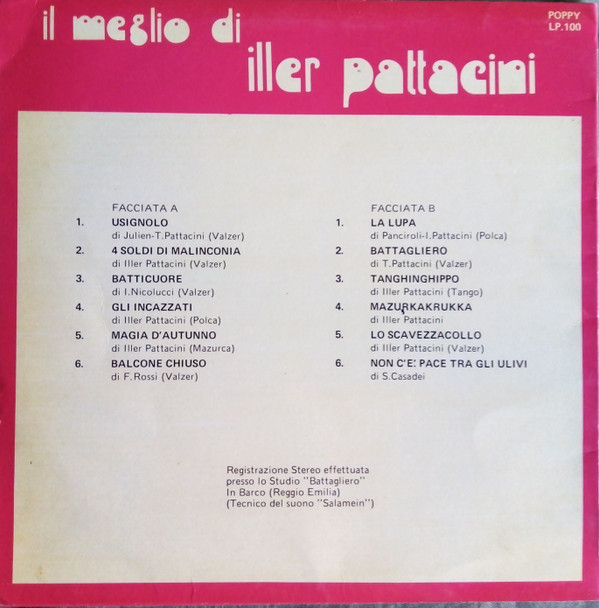 il meglio di
iller pattacini
POPPY
LP.100
FACCIATA A
1. USIGNOLO
di Julien-T.Pattacini (Valzer)
2. 4 SOLDI DI MALINCONIA
di Iller Pattacini (Valzer)
3. BATTICUORE
di I.Nicolucci (Valzer)
4. GLI INCAZZATI
di Iller Pattacini (Polca)
5. MAGIA D'AUTUNNO
di Iller Pattacini (Mazurca)
6. BALCONE CHIUSO
di F.Rossi (Valzer)
FACCIATA B
1. LA LUPA
di Panciroli-I.Pattacini (Polca)
2. BATTAGLIERO
di T.Pattacini (Valzer)
3. TANGHINGHIPPO
di Iller Pattacini (Tango)
4. MAZURKAKRUKKA
di Iller Pattacini
5. LO SCAVEZZACOLLO
di Iller Pattacini (Valzer)
6. NON C'E' PACE TRA GLI ULIVI
di S.Casadei
Registrazione Stereo effettuata
presso lo Studio "Battagliero"
In Barco (Reggio Emilia)
(Tecnico del suono "Salamein")